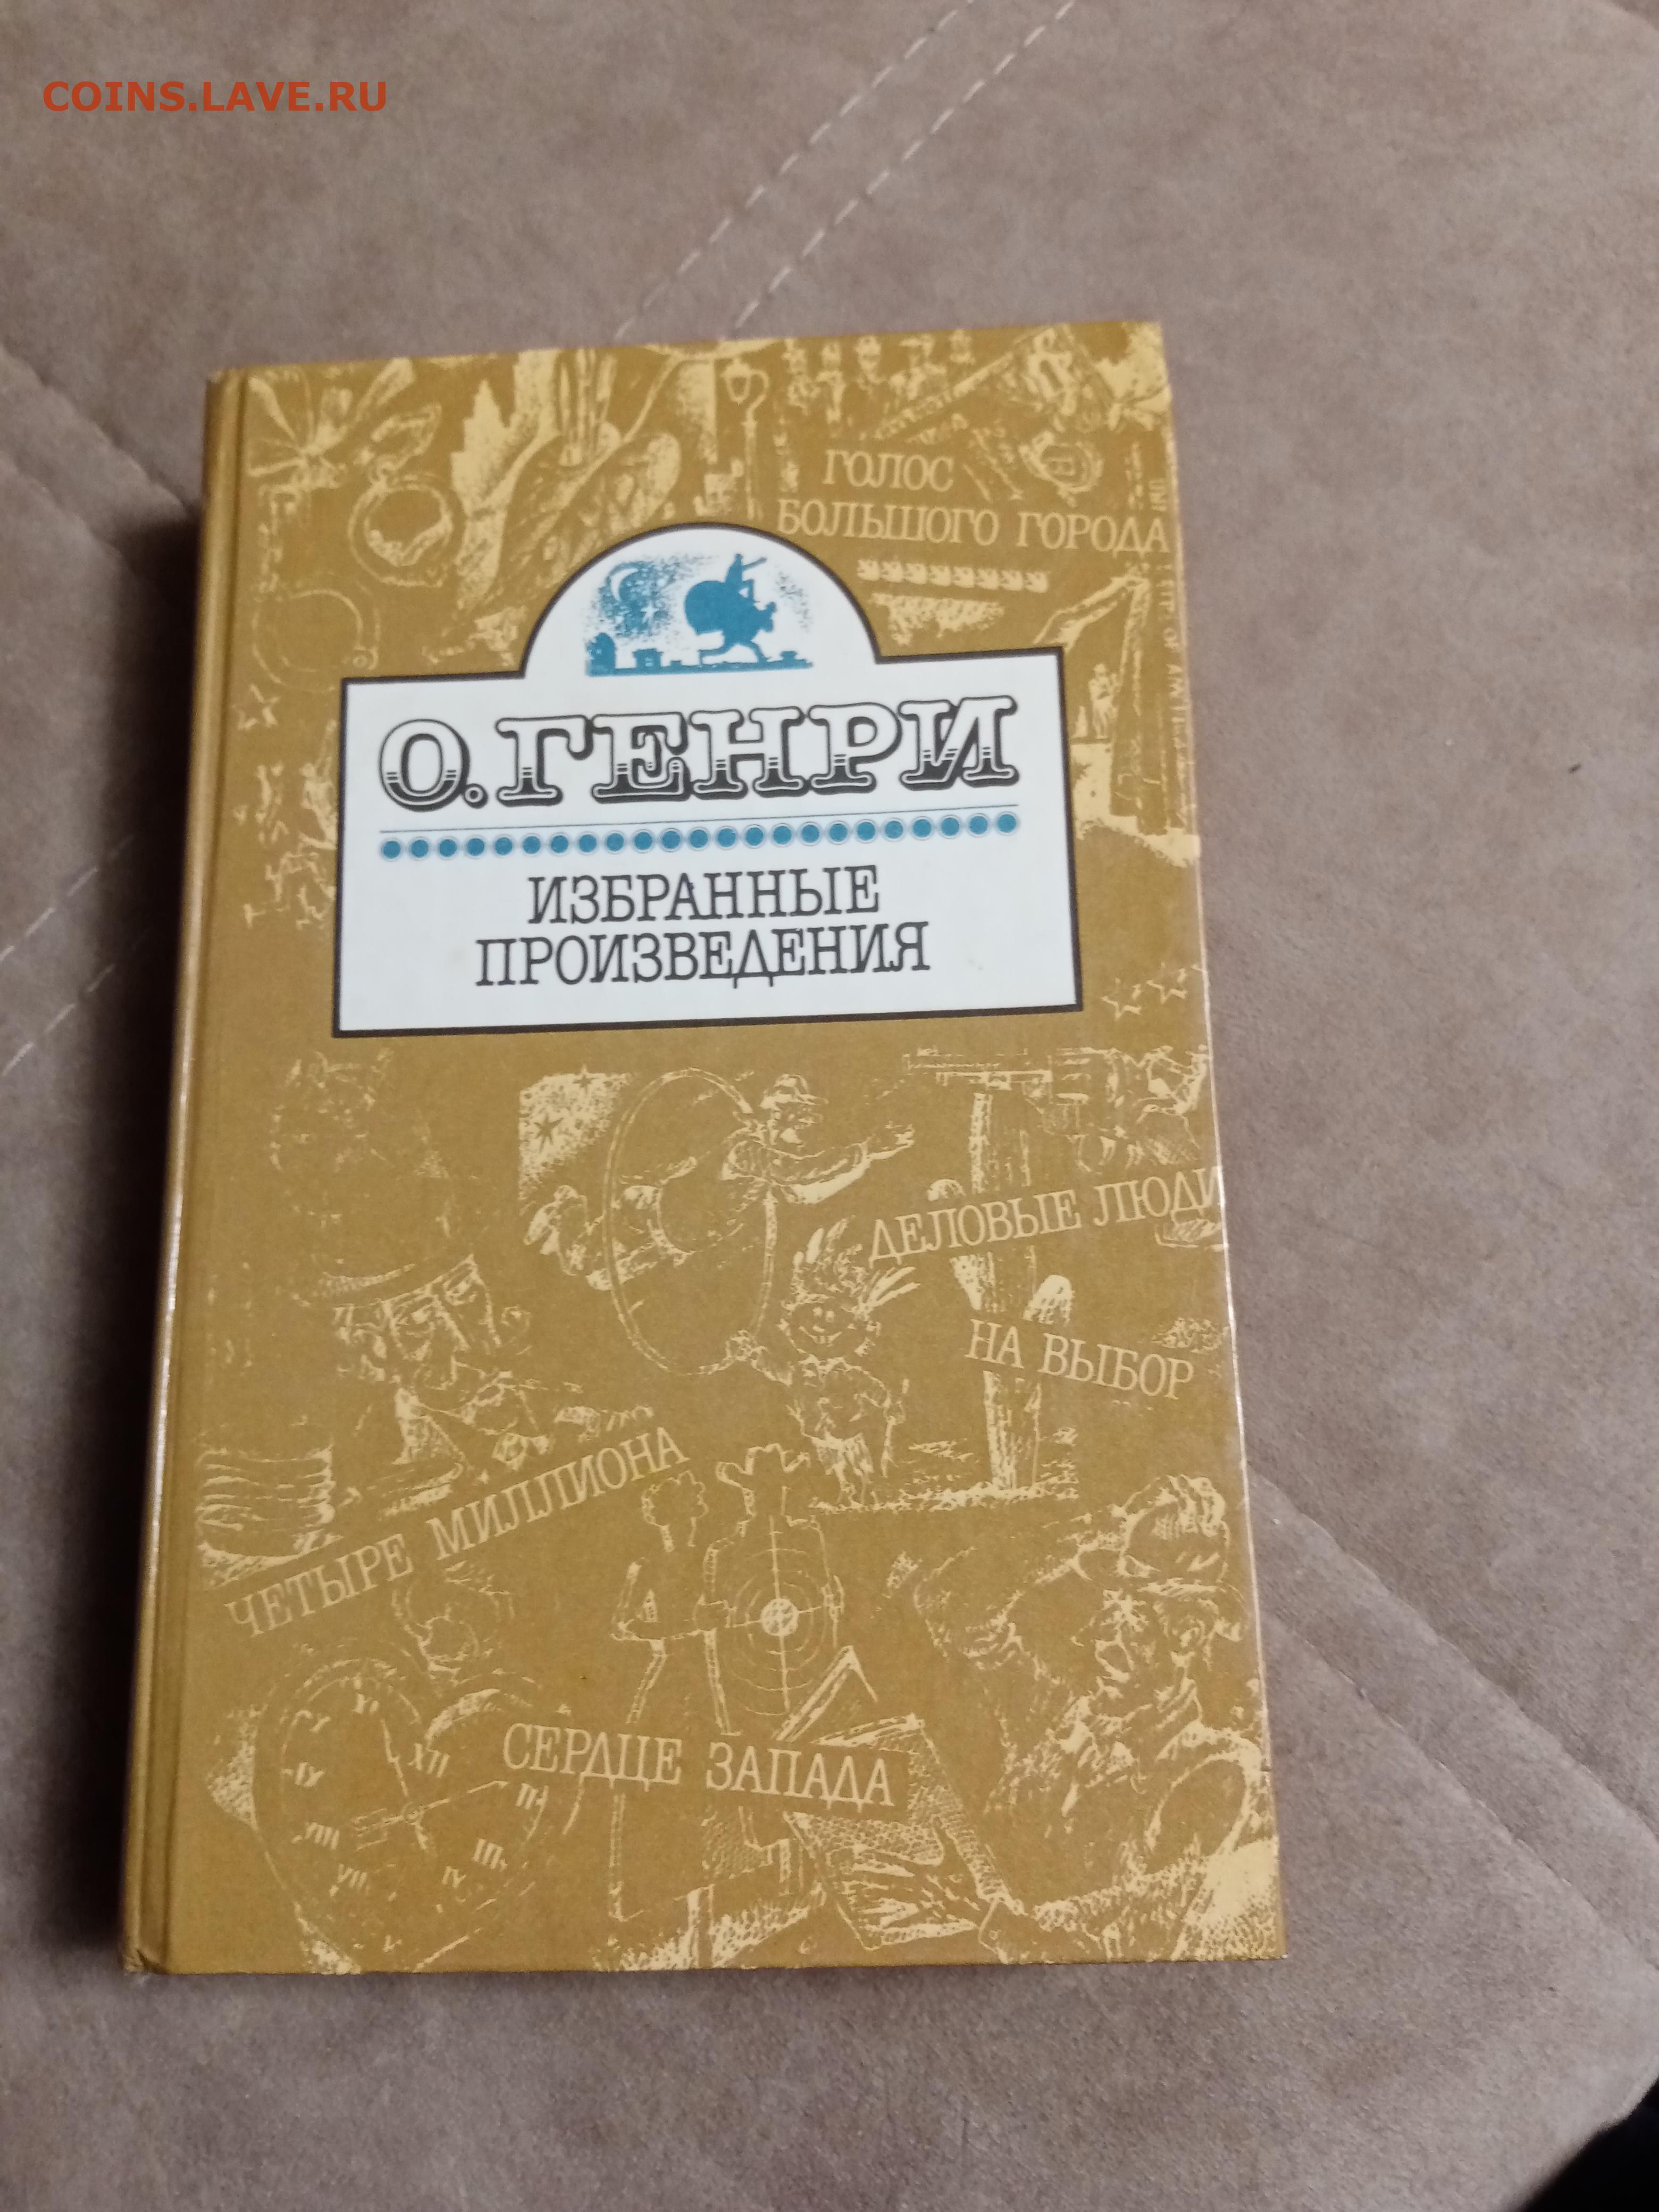 COINS.LAVE.RU
ГОЛОС
БОЛЬШОГО ГОРОДА
О.ГЕНРИ
ИЗБРАННЫЕ
ПРОИЗВЕДЕНИЯ
ДЕЛОВЫЕ ЛЮДИ
НА ВЫБОР
ЧЕТЫРЕ МИЛЛИОНА
СЕРДЦЕ ЗАПАДА